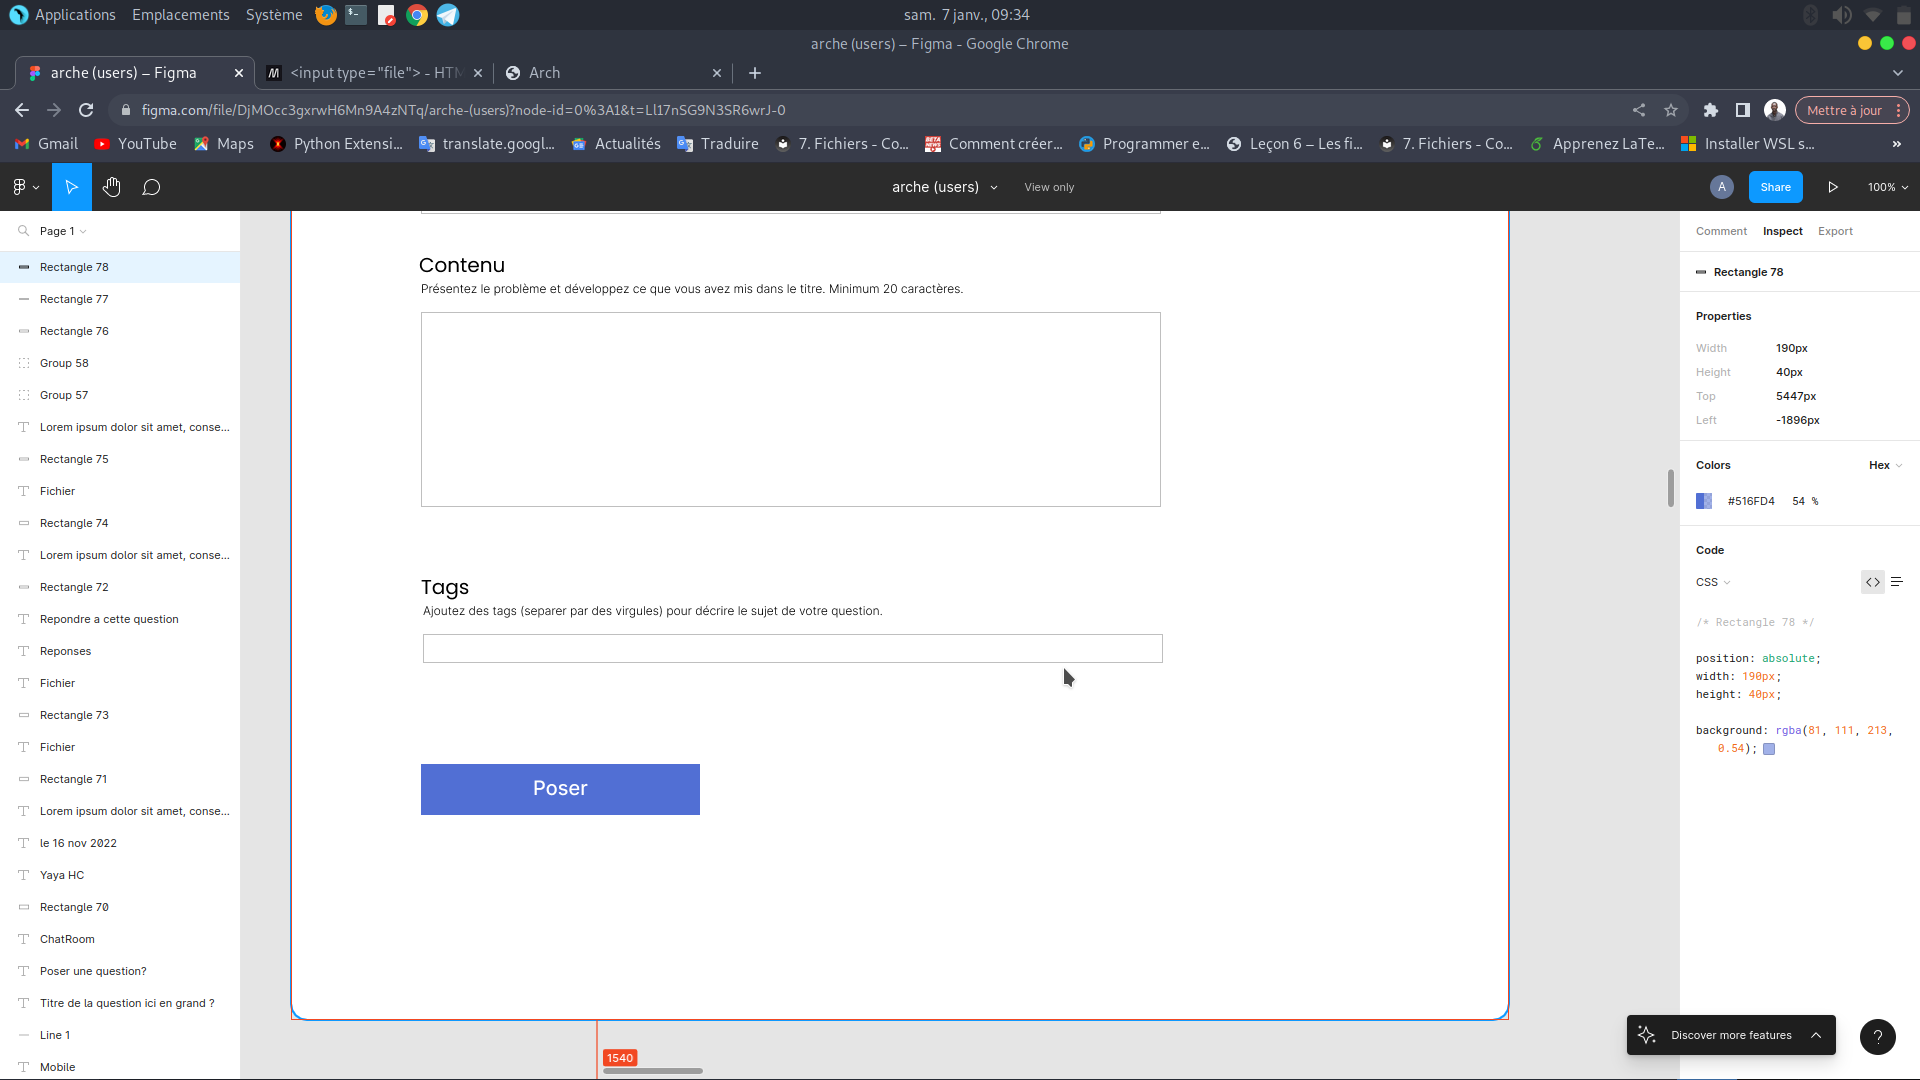 Applications Emplacements Système sam. 7 janv., 09:34
arche (users) – Figma - Google Chrome
arche (users) – Figma <input type="file"> - HTM Arch
figma.com/file/DjMOcc3gxrwH6Mn9A4zNTq/arche-(users)?node-id=0%3A1&t=Ll17nSG9N3SR6wrJ-0 Mettre à jour
Gmail YouTube Maps Python Extensi... translate.googl... Actualités Traduire 7. Fichiers - Co... Comment créer... Programmer e... Leçon 6 – Les fi... 7. Fichiers - Co... Apprenez LaTe... Installer WSL s... »
arche (users) View only A Share 100%
Page 1
Rectangle 78
Rectangle 77
Rectangle 76
Group 58
Group 57
Lorem ipsum dolor sit amet, conse...
Rectangle 75
Fichier
Rectangle 74
Lorem ipsum dolor sit amet, conse...
Rectangle 72
Repondre a cette question
Reponses
Fichier
Rectangle 73
Fichier
Rectangle 71
Lorem ipsum dolor sit amet, conse...
le 16 nov 2022
Yaya HC
Rectangle 70
ChatRoom
Poser une question?
Titre de la question ici en grand ?
Line 1
Mobile
Contenu
Présentez le problème et développez ce que vous avez mis dans le titre. Minimum 20 caractères.
Tags
Ajoutez des tags (separer par des virgules) pour décrire le sujet de votre question.
Poser
1540
Comment Inspect Export
Rectangle 78
Properties
Width 190px
Height 40px
Top 5447px
Left -1896px
Colors Hex
#516FD4 54 %
Code
CSS
/* Rectangle 78 */
position: absolute;
width: 190px;
height: 40px;
background: rgba(81, 111, 213,
0.54);
Discover more features
?